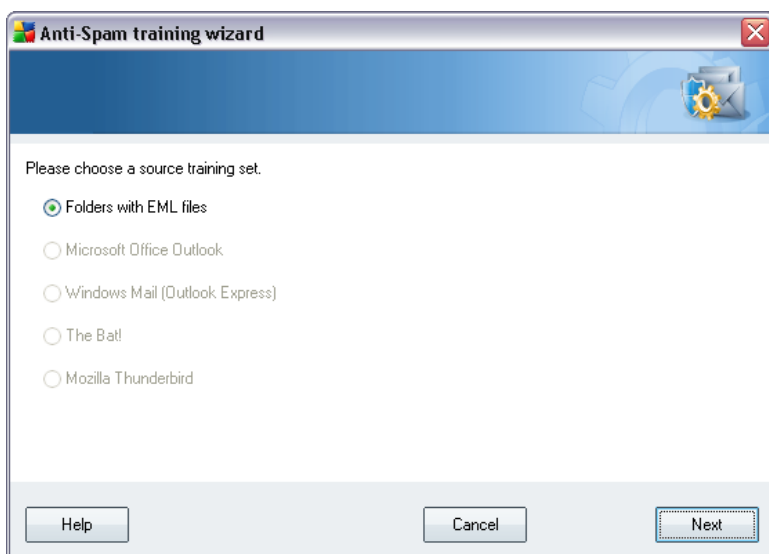 Anti-Spam training wizard
Please choose a source training set.
Folders with EML files
Microsoft Office Outlook
Windows Mail (Outlook Express)
The Bat!
Mozilla Thunderbird
Help
Cancel
Next